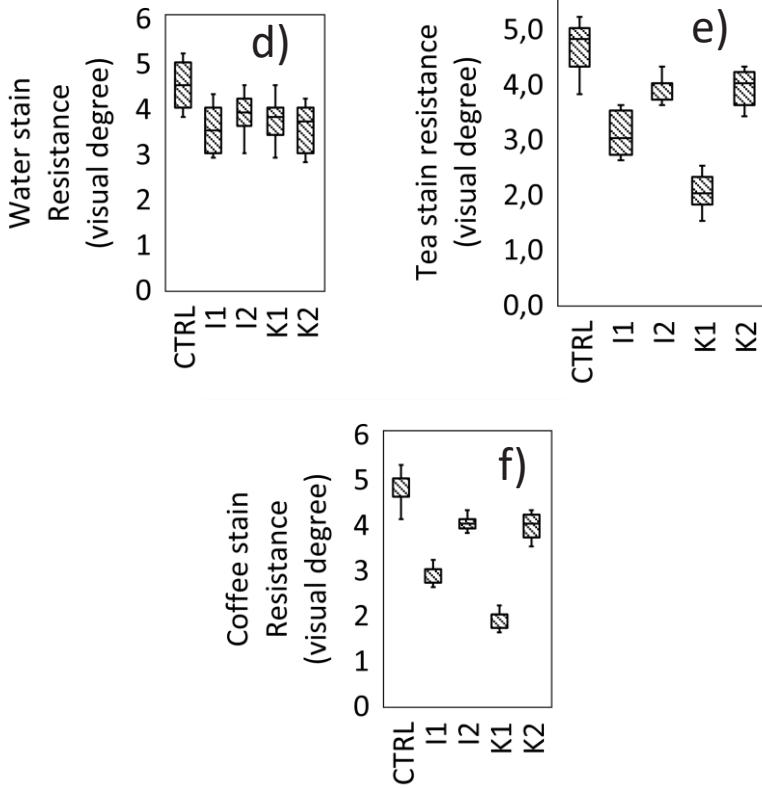 d)
Water stain
Resistance
(visual degree)
6
5
4
3
2
1
0
CTRL
I1
I2
K1
K2
e)
Tea stain resistance
(visual degree)
5,0
4,0
3,0
2,0
1,0
0,0
CTRL
I1
I2
K1
K2
f)
Coffee stain
Resistance
(visual degree)
6
5
4
3
2
1
0
CTRL
I1
I2
K1
K2